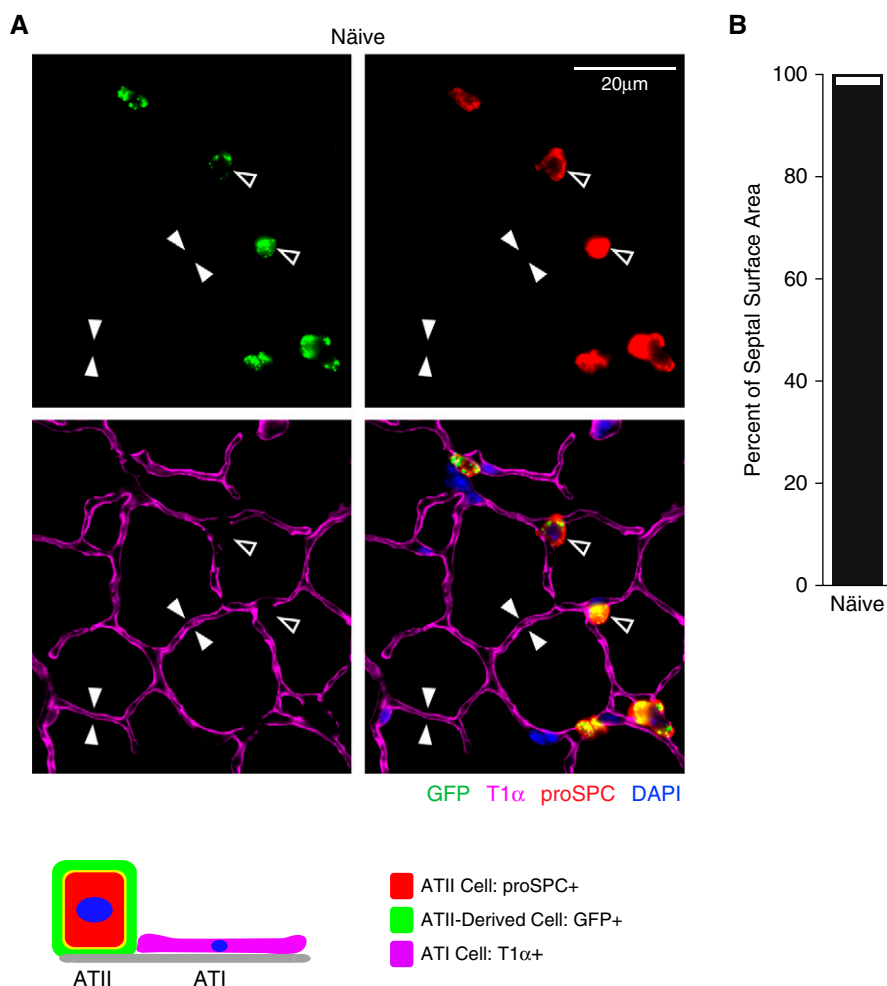 A
Näive
20μm
GFP T1α proSPC DAPI
B
Percent of Septal Surface Area
100
80
60
40
20
0
Näive
ATII ATI
ATII Cell: proSPC+
ATII-Derived Cell: GFP+
ATI Cell: T1α+